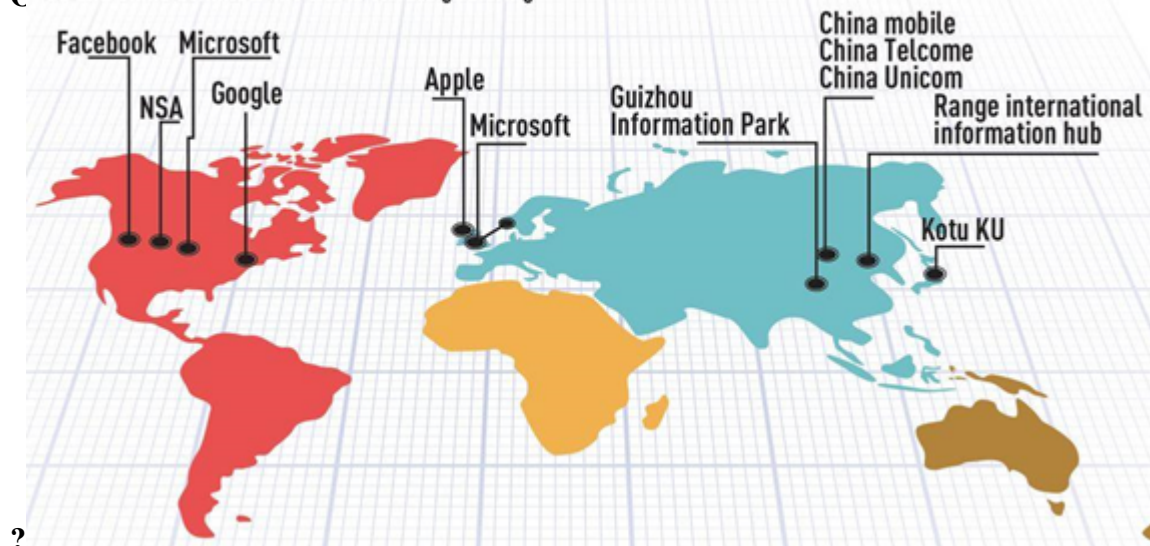 Facebook
Microsoft
NSA
Google
Apple
Microsoft
Guizhou
Information Park
China mobile
China Telcome
China Unicom
Range international
information hub
Kotu KU
?